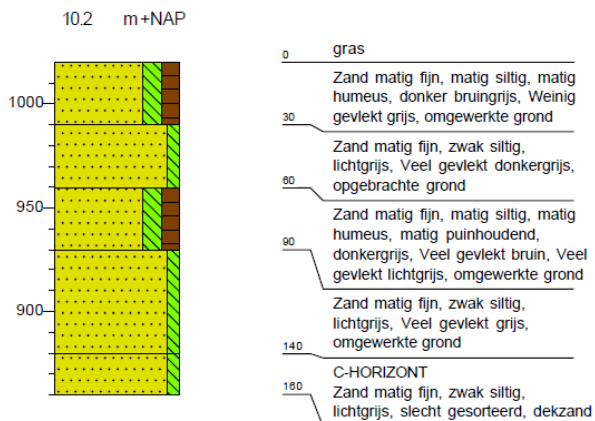 10.2 m+NAP
1000
950
900
0
gras
Zand matig fijn, matig siltig, matig
humeus, donker bruingrijs, Weinig
gevlekt grijs, omgewerkte grond
30
Zand matig fijn, zwak siltig,
lichtgrijs, Veel gevlekt donkergrijs,
opgebrachte grond
60
Zand matig fijn, matig siltig, matig
humeus, matig puinhoudend,
donkergrijs, Veel gevlekt bruin, Veel
gevlekt lichtgrijs, omgewerkte grond
90
Zand matig fijn, zwak siltig,
lichtgrijs, Veel gevlekt grijs,
omgewerkte grond
140
C-HORIZONT
Zand matig fijn, zwak siltig,
lichtgrijs, slecht gesorteerd, dekzand
160